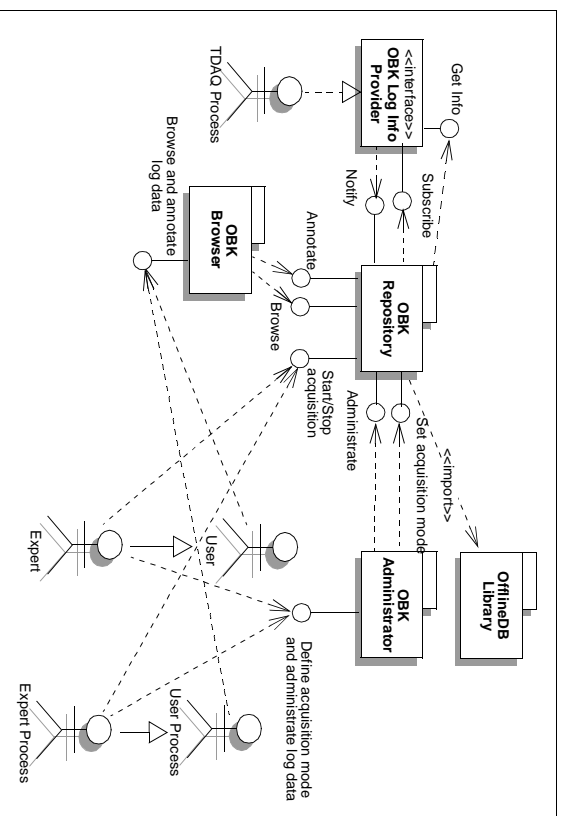 <<interface>>
OBK Log Info
Provider
Get Info
TDAQ Process
Notify
Subscribe
Browse and annotate
log data
OBK
Browser
Annotate
Browse
OBK
Repository
Start/Stop
acquisition
Administrate
Set acquisition mode
<<import>>
OfflineDB
Library
OBK
Administrator
User
Expert
Define acquisition mode
and administrate log data
User Process
Expert Process